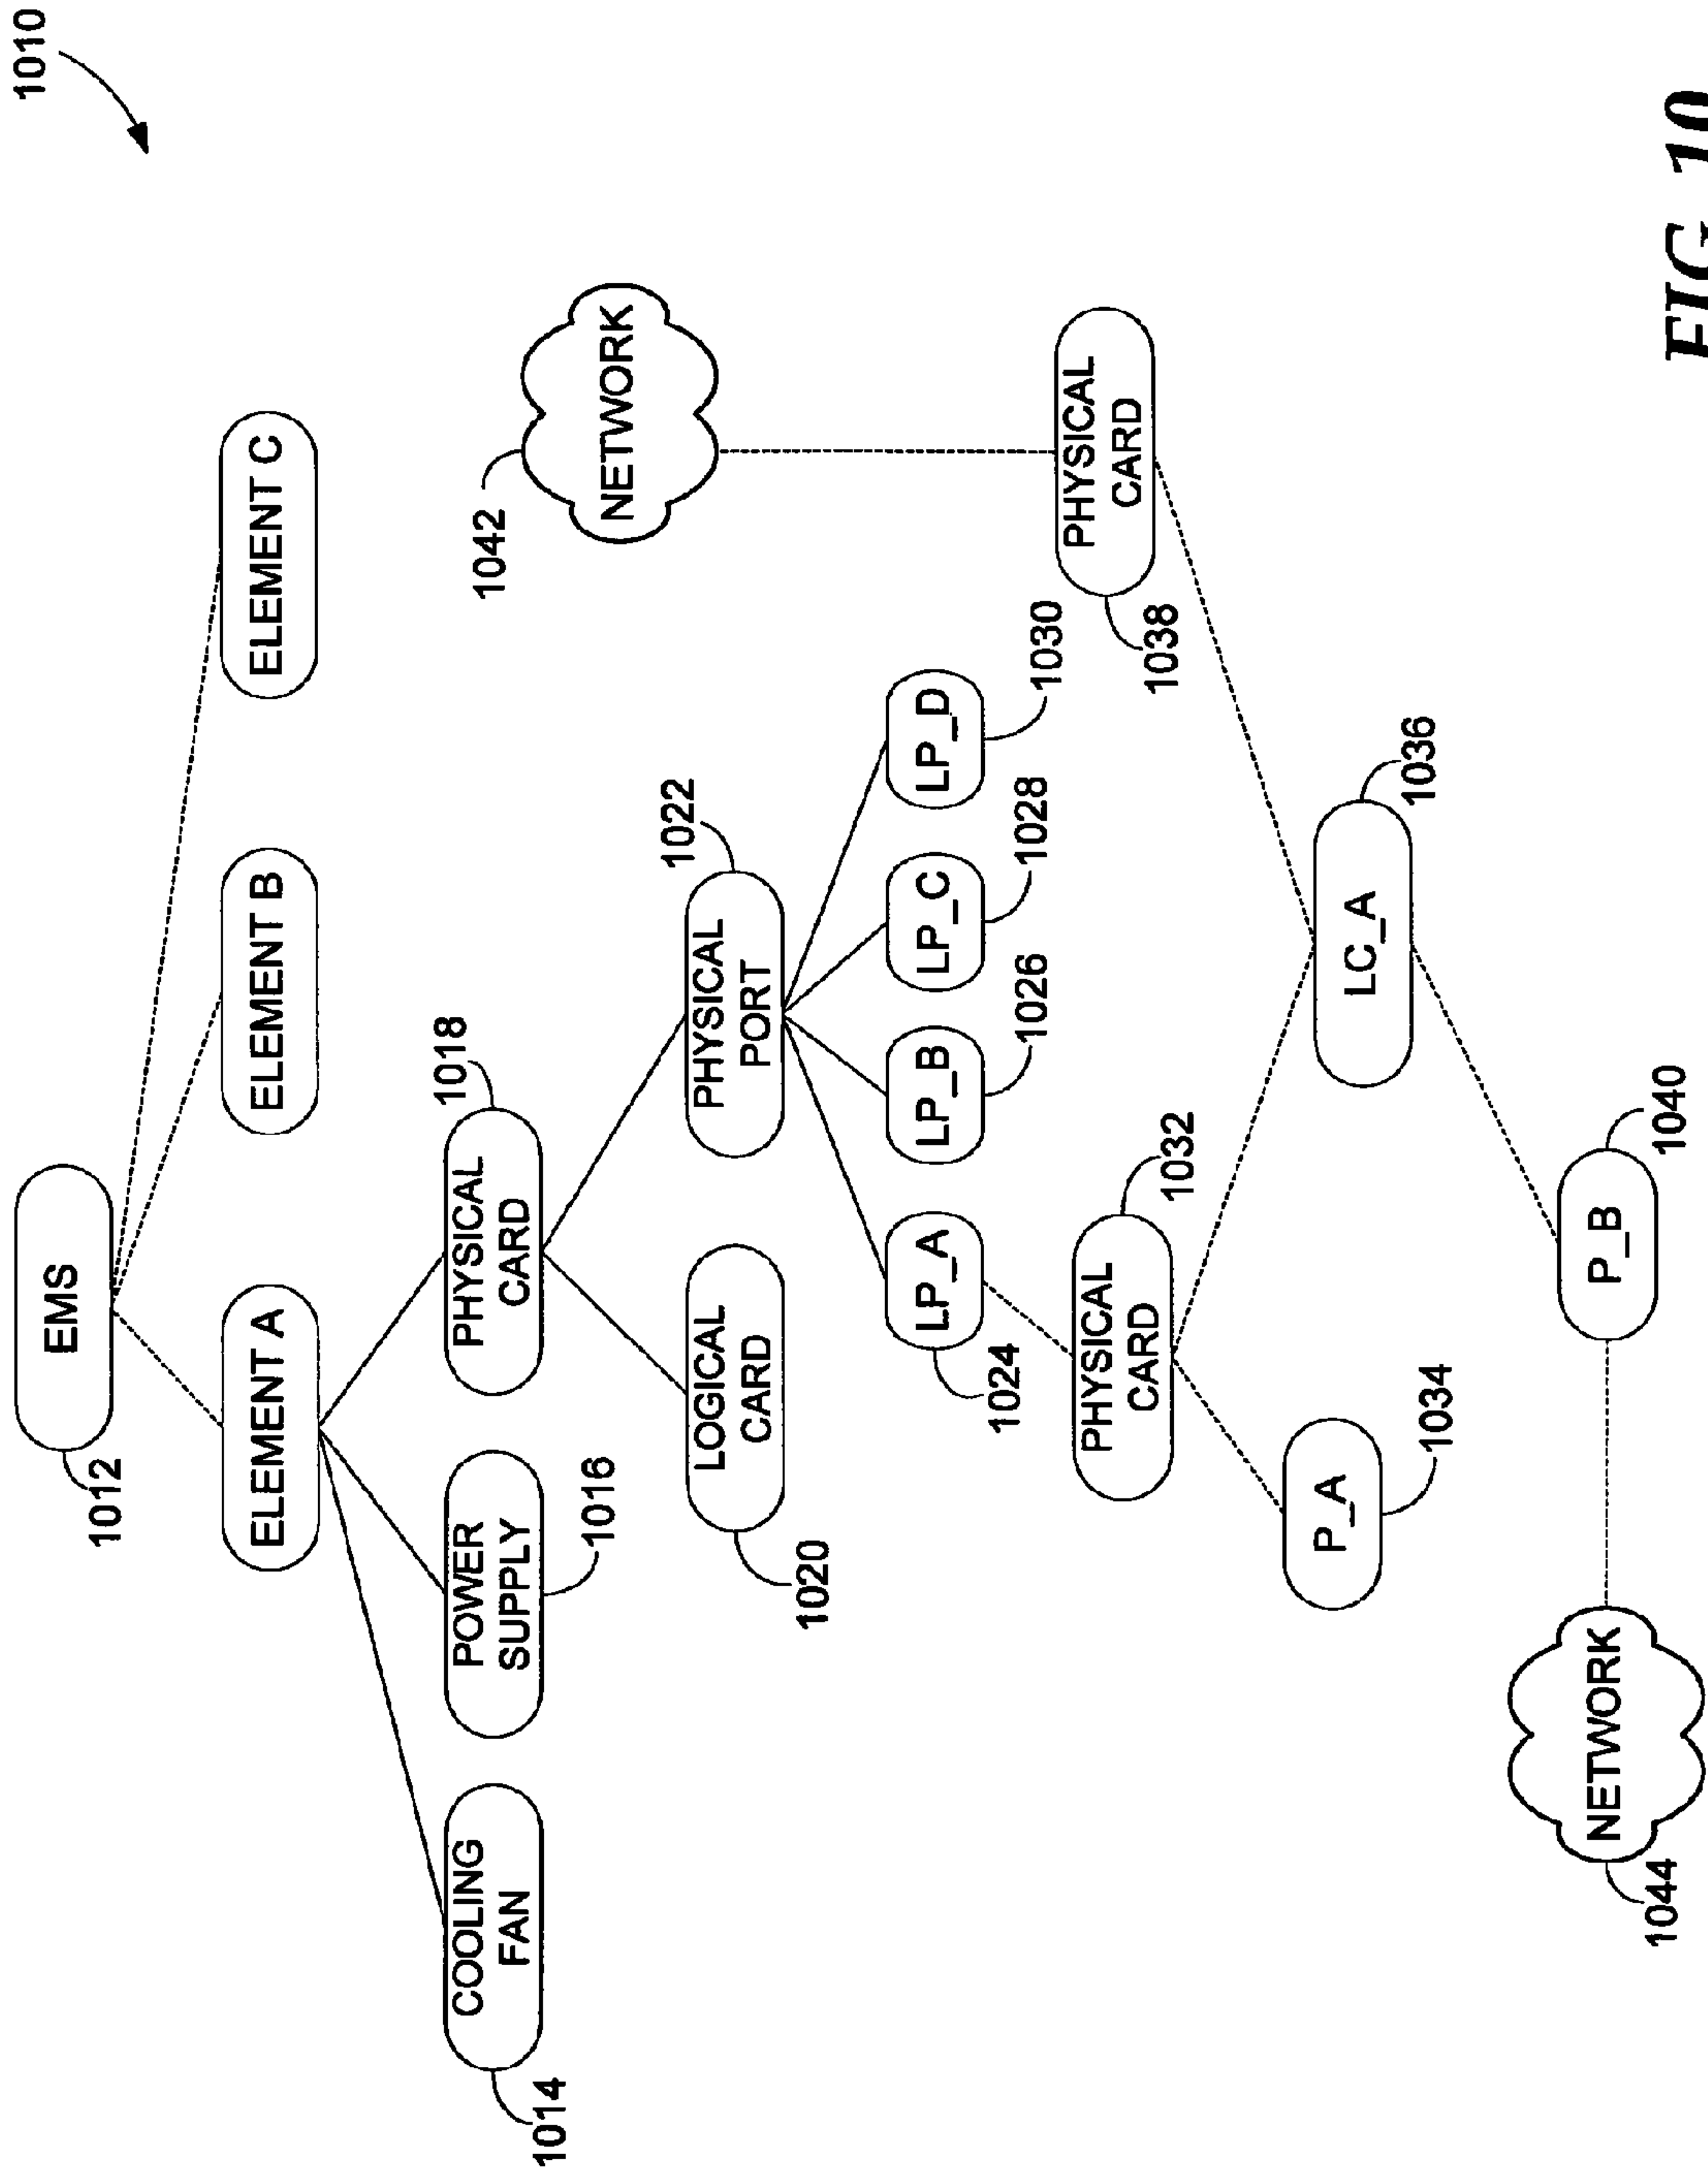 1010
EMS
1012
ELEMENT A
ELEMENT B
ELEMENT C
COOLING
FAN
1014
POWER
SUPPLY
1016
PHYSICAL
CARD
1018
NETWORK
1042
LOGICAL
CARD
1020
PHYSICAL
PORT
1022
LP_A
1024
LP_B
1026
LP_C
1028
LP_D
1030
PHYSICAL
CARD
1032
PHYSICAL
CARD
1038
P_A
1034
LC_A
1036
NETWORK
1044
P_B
1040
FIG. 10